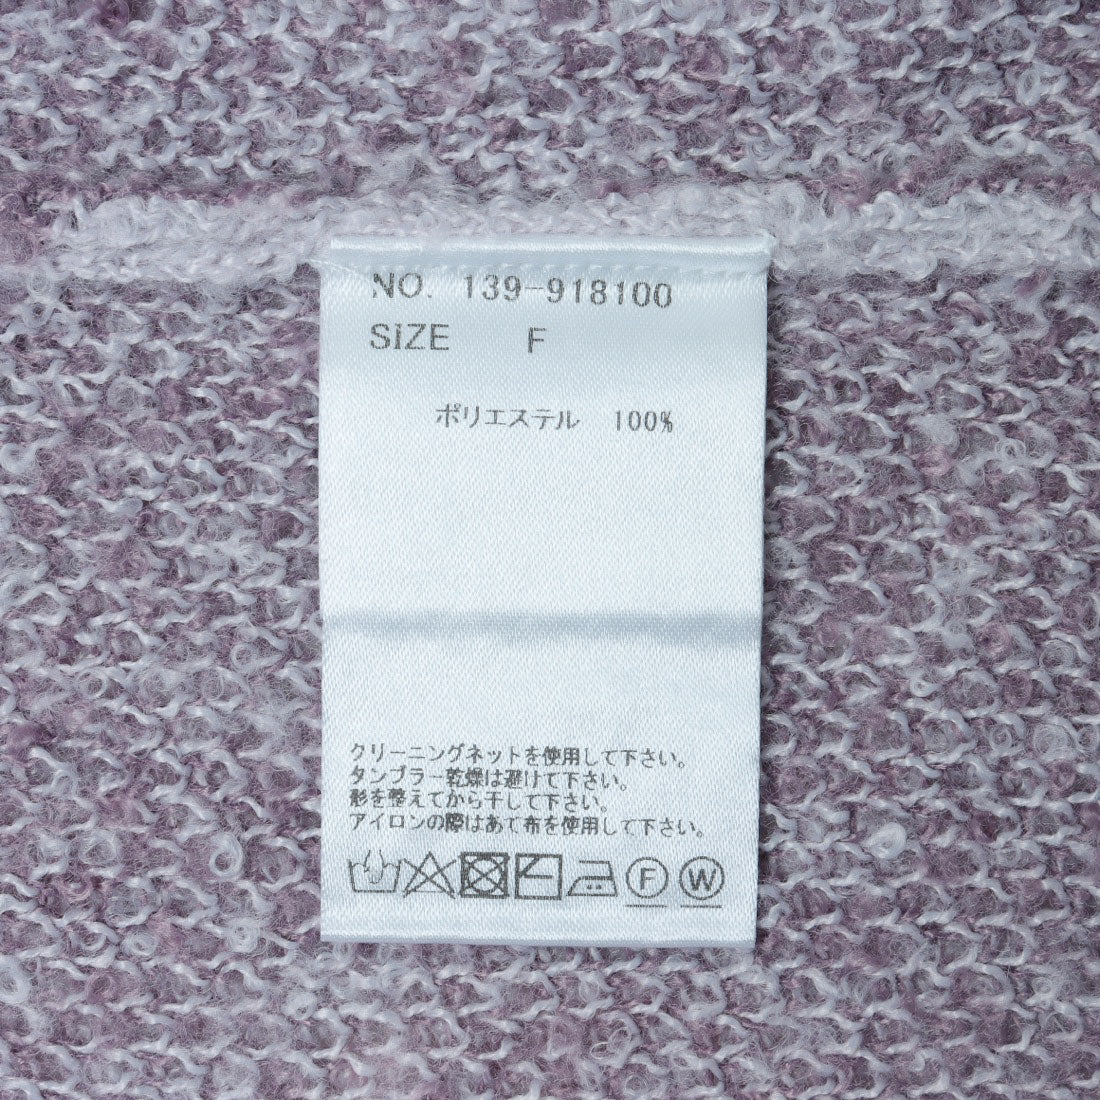 NO. 139-918100
SIZE F
ポリエステル 100%
クリーニングネットを使用して下さい。
タンブラー乾燥は避けて下さい。
形を整えてから干して下さい。
アイロンの際はあて布を使用して下さい。
F W